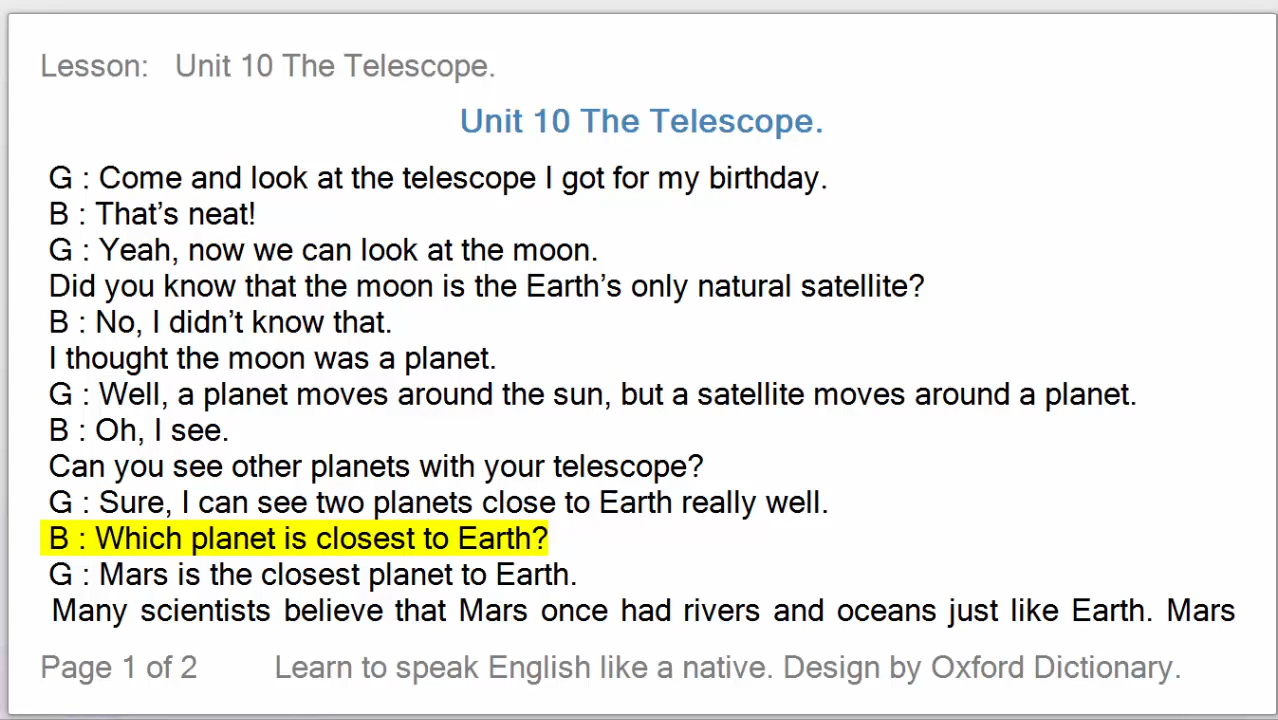 Lesson: Unit 10 The Telescope.
Unit 10 The Telescope.
G : Come and look at the telescope I got for my birthday.
B : That’s neat!
G : Yeah, now we can look at the moon.
Did you know that the moon is the Earth’s only natural satellite?
B : No, I didn’t know that.
I thought the moon was a planet.
G : Well, a planet moves around the sun, but a satellite moves around a planet.
B : Oh, I see.
Can you see other planets with your telescope?
G : Sure, I can see two planets close to Earth really well.
B : Which planet is closest to Earth?
G : Mars is the closest planet to Earth.
Many scientists believe that Mars once had rivers and oceans just like Earth. Mars
Page 1 of 2 Learn to speak English like a native. Design by Oxford Dictionary.